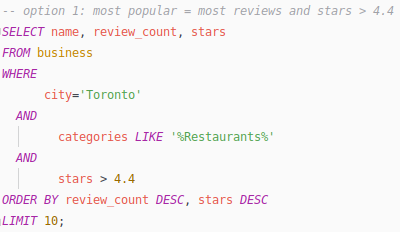 -- option 1: most popular = most reviews and stars > 4.4
SELECT name, review_count, stars
FROM business
WHERE
city='Toronto'
AND
categories LIKE '%Restaurants%'
AND
stars > 4.4
ORDER BY review_count DESC, stars DESC
LIMIT 10;